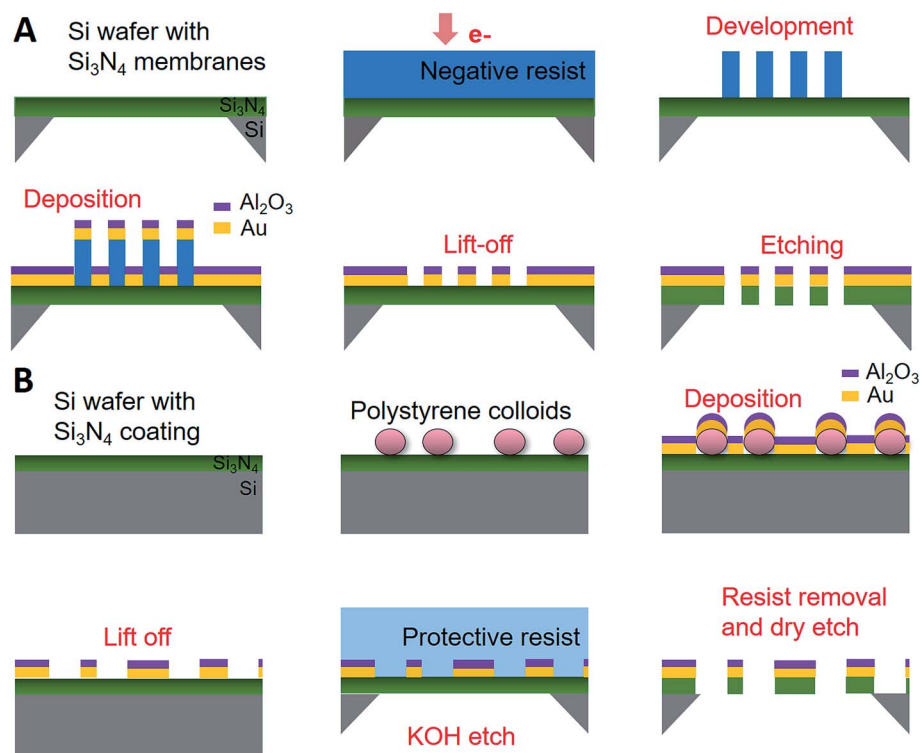 A
Si wafer with
Si₃N₄ membranes
Si₃N₄
Si
e-
Negative resist
Development
Deposition
Al₂O₃
Au
Lift-off
Etching
B
Si wafer with
Si₃N₄ coating
Si₃N₄
Si
Polystyrene colloids
Deposition
Al₂O₃
Au
Lift off
Protective resist
KOH etch
Resist removal
and dry etch